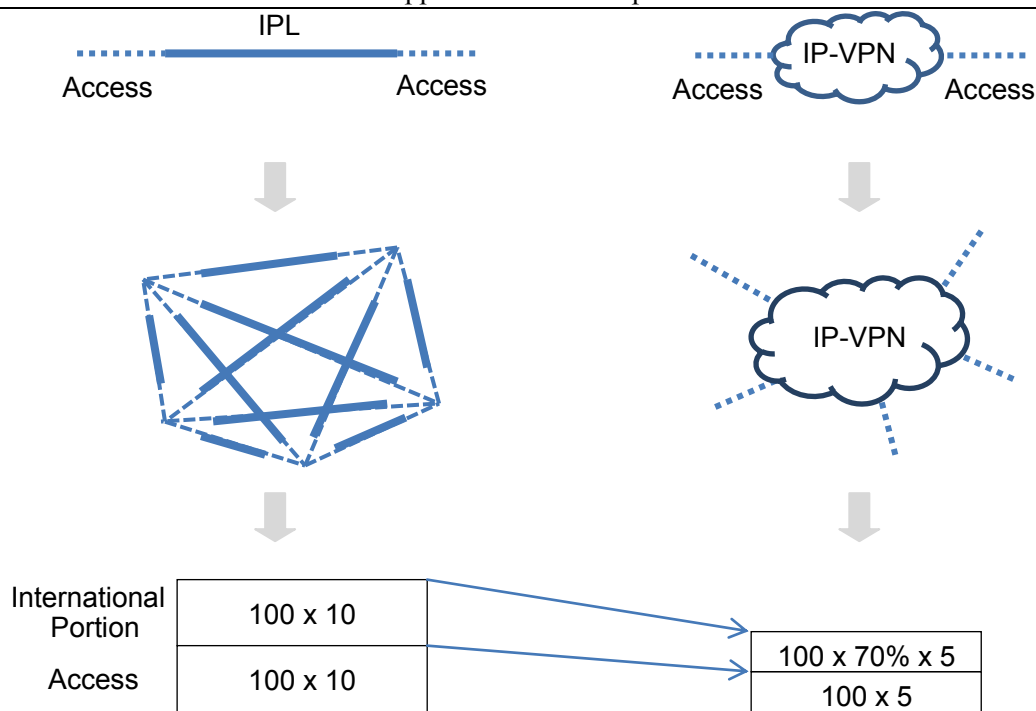 IPL
IP-VPN
Access
Access
Access
Access
IP-VPN
International
Portion
100 x 10
100 x 70% x 5
Access
100 x 10
100 x 5